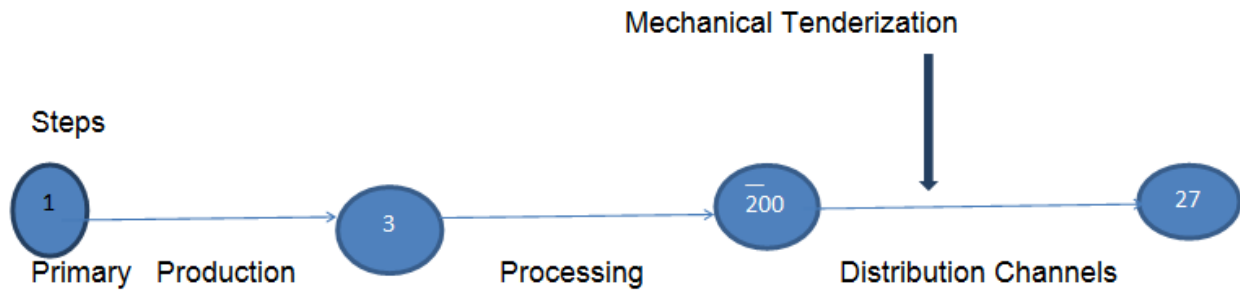 Mechanical Tenderization
Steps
1
3
200
27
Primary Production
Processing
Distribution Channels